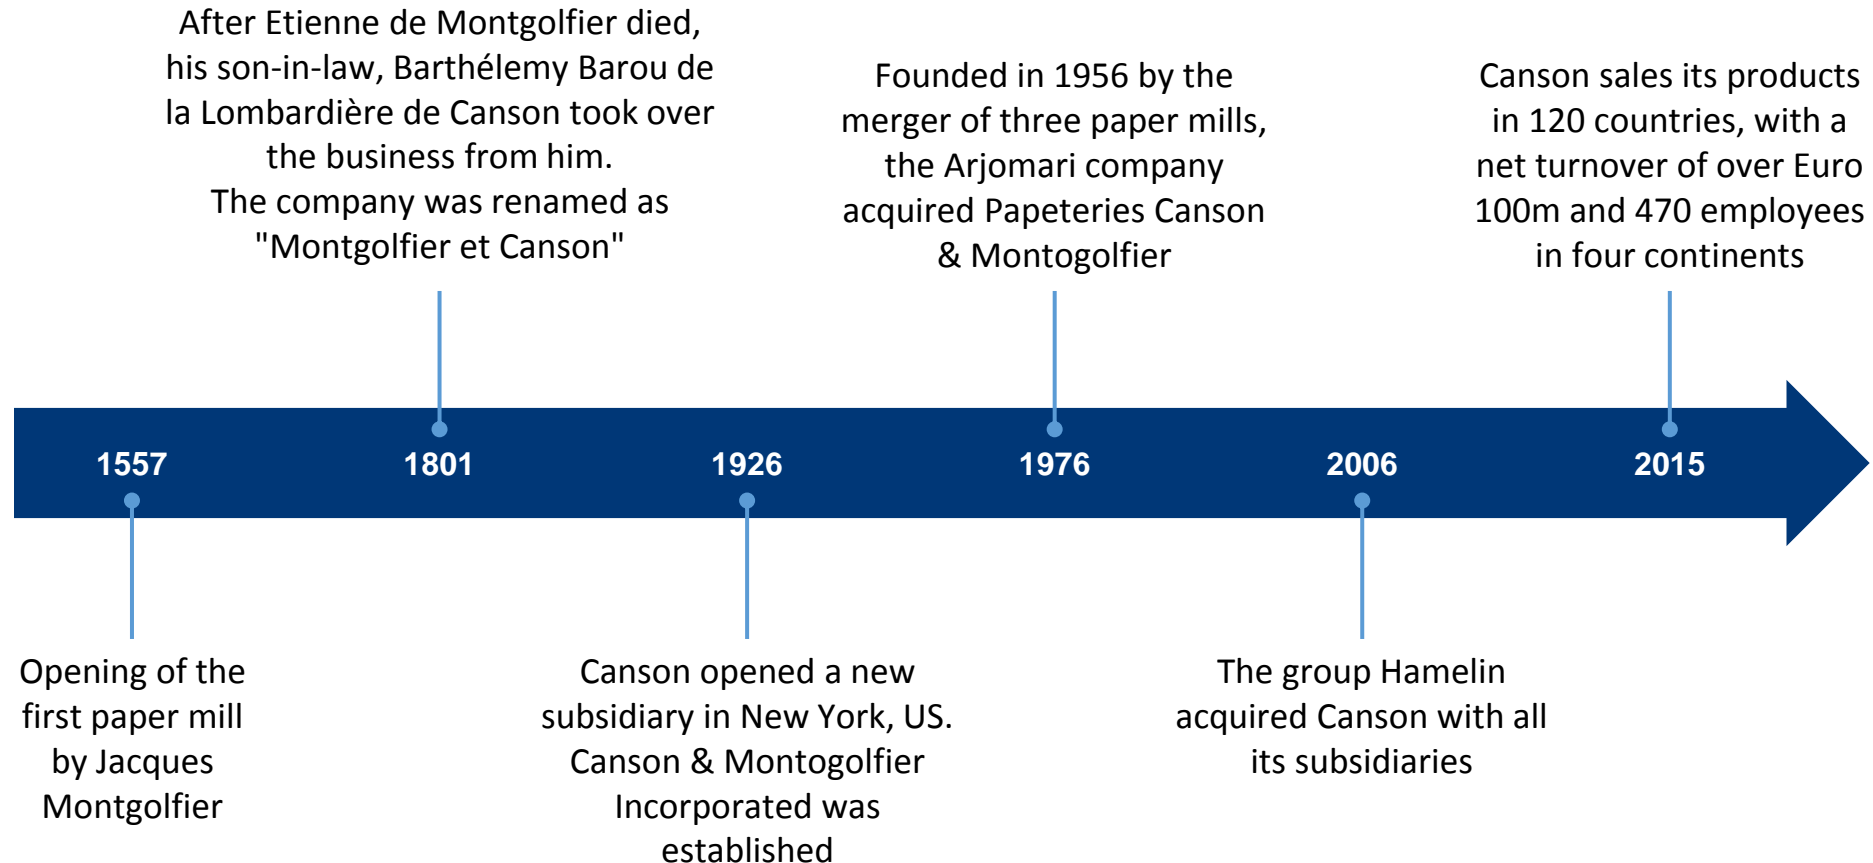 After Etienne de Montgolfier died,
his son-in-law, Barthélemy Barou de
la Lombardière de Canson took over
the business from him.
The company was renamed as
"Montgolfier et Canson"
Founded in 1956 by the
merger of three paper mills,
the Arjomari company
acquired Papeteries Canson
& Montogolfier
Canson sales its products
in 120 countries, with a
net turnover of over Euro
100m and 470 employees
in four continents
1557
1801
1926
1976
2006
2015
Opening of the
first paper mill
by Jacques
Montgolfier
Canson opened a new
subsidiary in New York, US.
Canson & Montogolfier
Incorporated was
established
The group Hamelin
acquired Canson with all
its subsidiaries